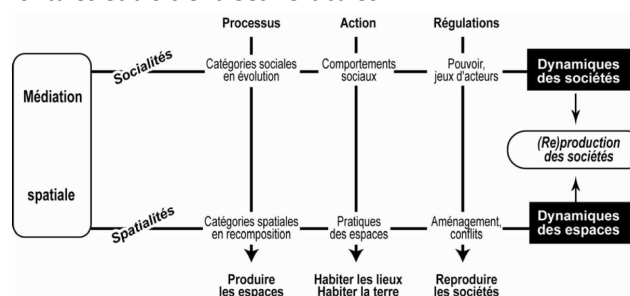 Processus
Action
Régulations
Socialités
Catégories sociales
en évolution
Comportements
sociaux
Pouvoir,
jeux d'acteurs
Dynamiques
des sociétés
Médiation
spatiale
(Re)production
des sociétés
Spatialités
Catégories spatiales
en recomposition
Pratiques
des espaces
Aménagement,
conflits
Dynamiques
des espaces
Produire
les espaces
Habiter les lieux
Habiter la terre
Reproduire
les sociétés